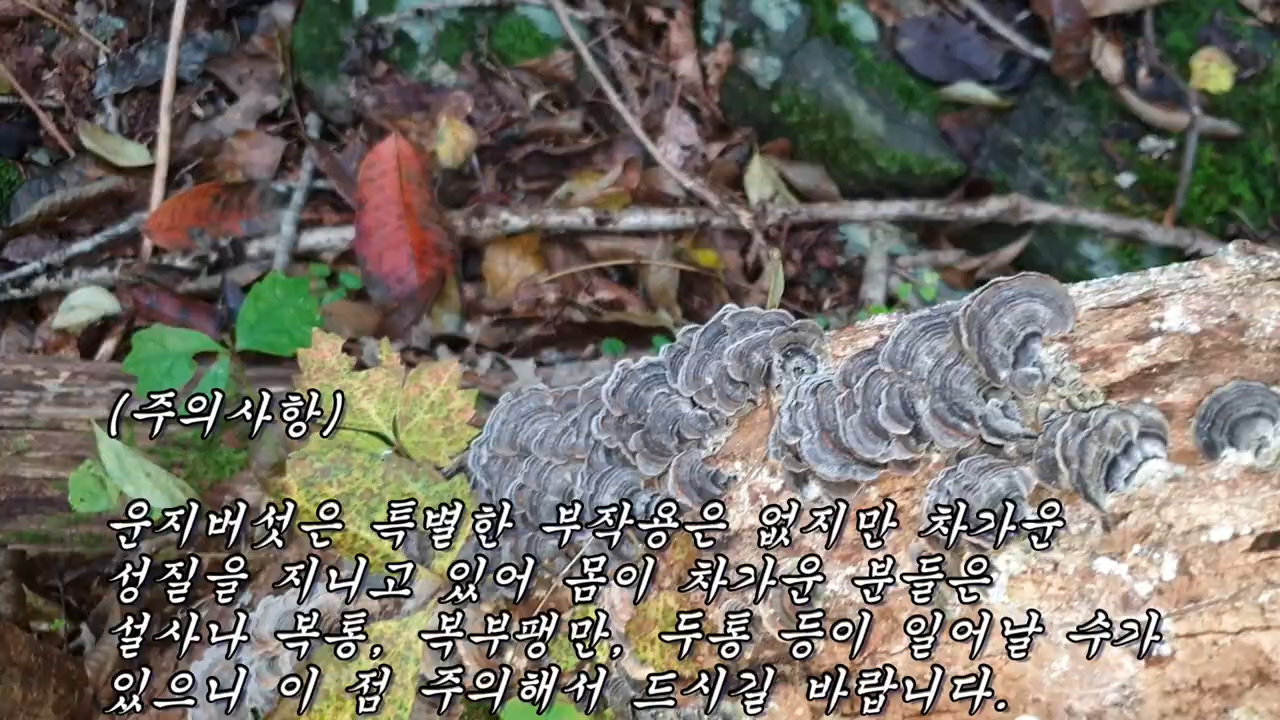 (주의사항)
운지버섯은 특별한 부작용은 없지만 차가운
성질을 지니고 있어 몸이 차가운 분들은
설사나 복통, 복부팽만, 두통 등이 일어날 수가
있으니 이 점 주의해서 드시길 바랍니다.